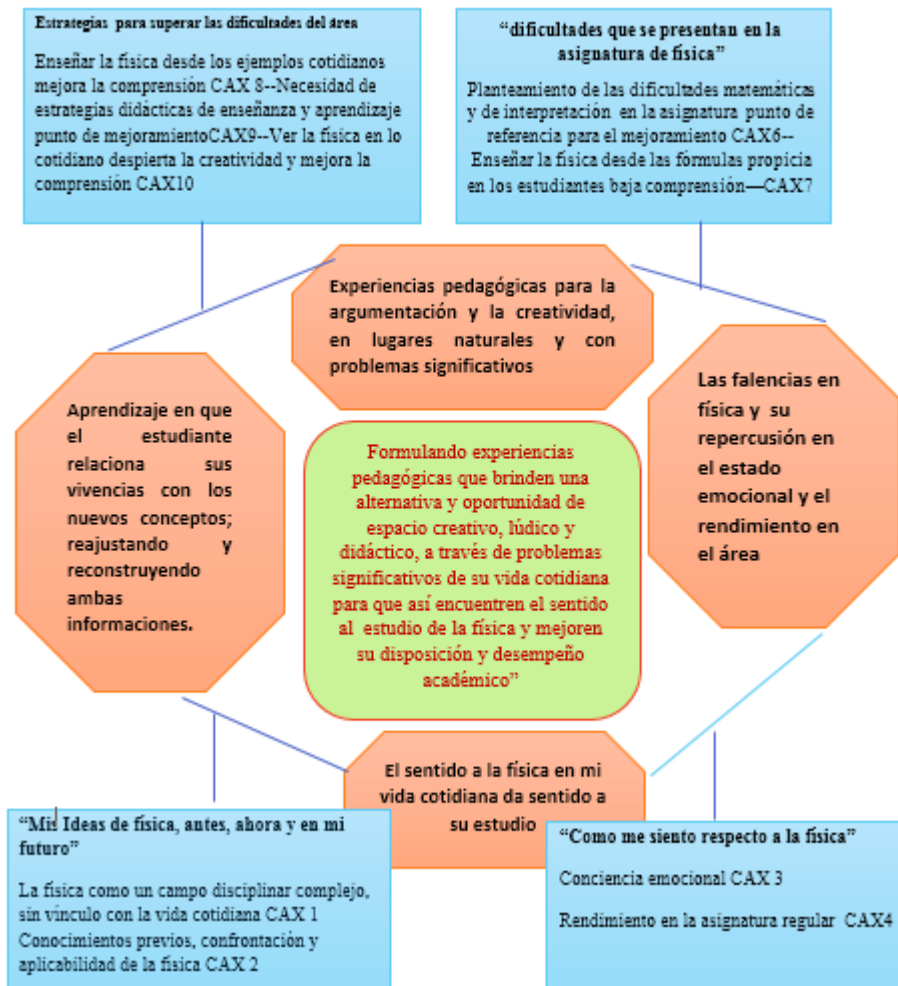 Estrategias para superar las dificultades del área
Enseñar la física desde los ejemplos cotidianos
mejora la comprensión CAX 8--Necesidad de
estrategias didácticas de enseñanza y aprendizaje
punto de mejoramientoCAX9--Ver la física en lo
cotidiano despierta la creatividad y mejora la
comprensión CAX10
“dificultades que se presentan en la
asignatura de física”
Planteamiento de las dificultades matemáticas
y de interpretación en la asignatura punto de
referencia para el mejoramiento CAX6--
Enseñar la física desde las fórmulas propicia
en los estudiantes baja comprensión—CAX7
Experiencias pedagógicas para la
argumentación y la creatividad,
en lugares naturales y con
problemas significativos
Aprendizaje en que
el estudiante
relaciona sus
vivencias con los
nuevos conceptos;
reajustando y
reconstruyendo
ambas
informaciones.
Formulando experiencias
pedagógicas que brinden una
alternativa y oportunidad de
espacio creativo, lúdico y
didáctico, a través de problemas
significativos de su vida cotidiana
para que así encuentren el sentido
al estudio de la física y mejoren
su disposición y desempeño
académico”
Las falencias en
física y su
repercusión en
el estado
emocional y el
rendimiento en
el área
El sentido a la física en mi
vida cotidiana da sentido a
su estudio
“Mis Ideas de física, antes, ahora y en mi
futuro”
La física como un campo disciplinar complejo,
sin vínculo con la vida cotidiana CAX 1
Conocimientos previos, confrontación y
aplicabilidad de la física CAX 2
“Como me siento respecto a la física”
Conciencia emocional CAX 3
Rendimiento en la asignatura regular CAX4